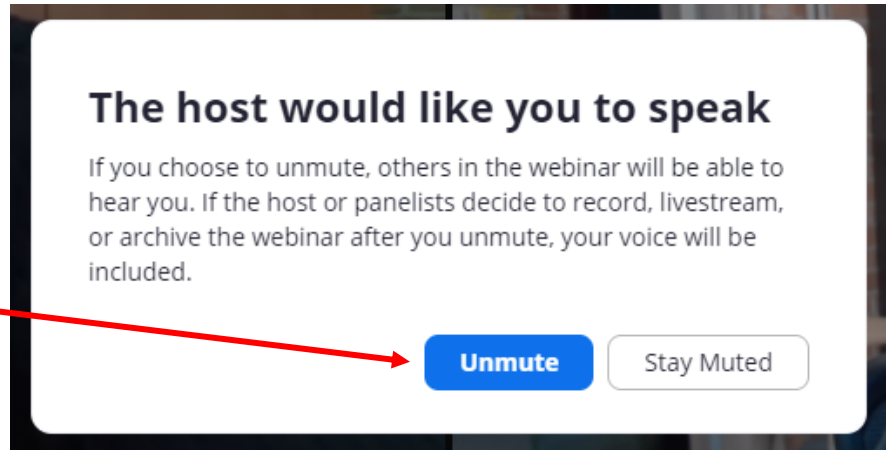 The host would like you to speak
If you choose to unmute, others in the webinar will be able to
hear you. If the host or panelists decide to record, livestream,
or archive the webinar after you unmute, your voice will be
included.
Unmute Stay Muted